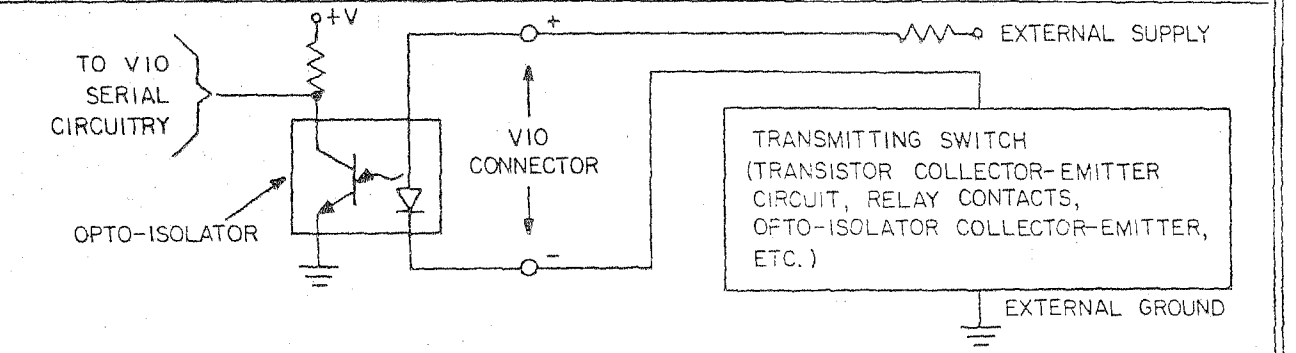 +V
+
EXTERNAL SUPPLY
TO VIO
SERIAL
CIRCUITRY
VIO
CONNECTOR
TRANSMITTING SWITCH
(TRANSISTOR COLLECTOR-EMITTER
CIRCUIT, RELAY CONTACTS,
OPTO-ISOLATOR COLLECTOR-EMITTER,
ETC.)
OPTO-ISOLATOR
-
EXTERNAL GROUND